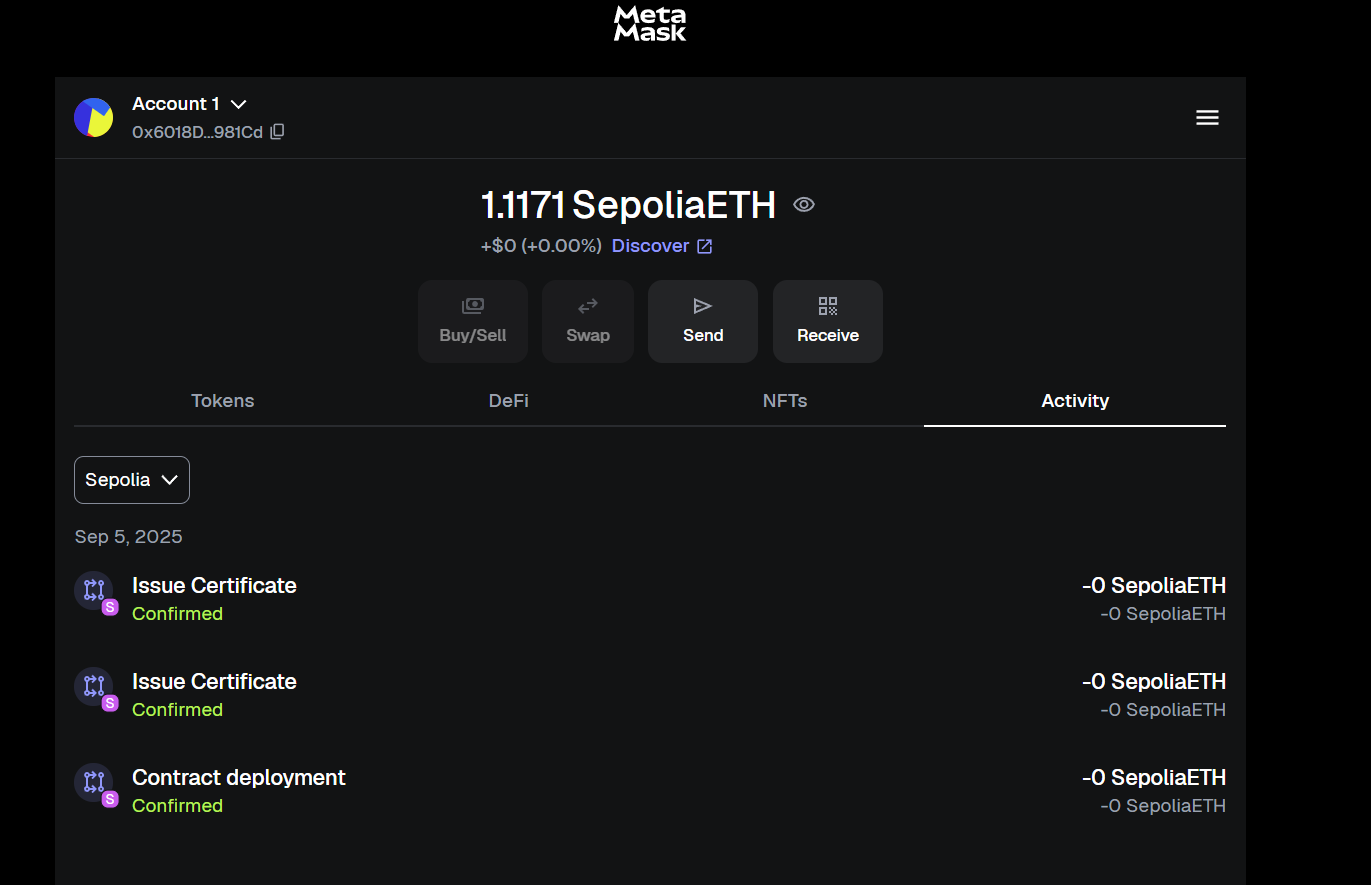 Meta
Mask
Account 1
0x6018D...981Cd
1.1171 SepoliaETH
+$0 (+0.00%) Discover
Buy/Sell
Swap
Send
Receive
Tokens
DeFi
NFTs
Activity
Sepolia
Sep 5, 2025
Issue Certificate
-0 SepoliaETH
S
Confirmed
-0 SepoliaETH
Issue Certificate
-0 SepoliaETH
S
Confirmed
-0 SepoliaETH
Contract deployment
-0 SepoliaETH
S
Confirmed
-0 SepoliaETH